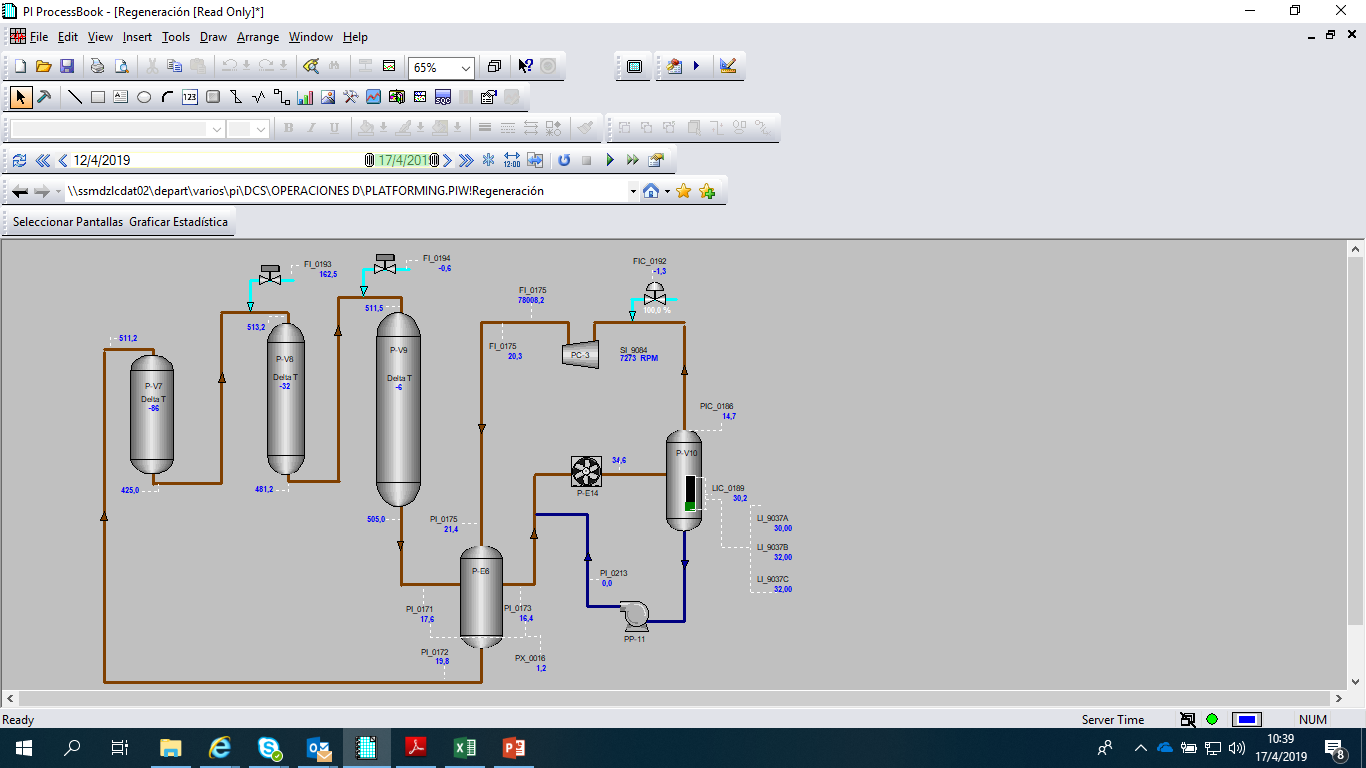 PI ProcessBook - [Regeneración [Read Only]*]
File Edit View Insert Tools Draw Arrange Window Help
65%
123
SQC
B I U
12/4/2019
17/4/2019
12:00
\\ssmdzlcdat02\depart\varios\pi\DCS\OPERACIONES D\PLATFORMING.PIW!Regeneración
Seleccionar Pantallas Graficar Estadística
FI_0193
162,5
FI_0194
-0,6
FIC_0192
-1,3
100,0 %
FI_0175
78008,2
511,2
513,2
511,5
FI_0175
20,3
PC-3
SI_9084
7273 RPM
P-V7
Delta T
-86
P-V8
Delta T
-32
P-V9
Delta T
-6
PIC_0186
14,7
P-V10
425,0
481,2
505,0
34,6
P-E14
LIC_0189
30,2
PI_0175
21,4
LI_9037A
30,00
LI_9037B
32,00
LI_9037C
32,00
P-E6
PI_0213
0,0
PI_0171
17,6
PI_0173
16,4
PP-11
PI_0172
19,8
PX_0016
1,2
Ready
Server Time
NUM
10:39
17/4/2019
8